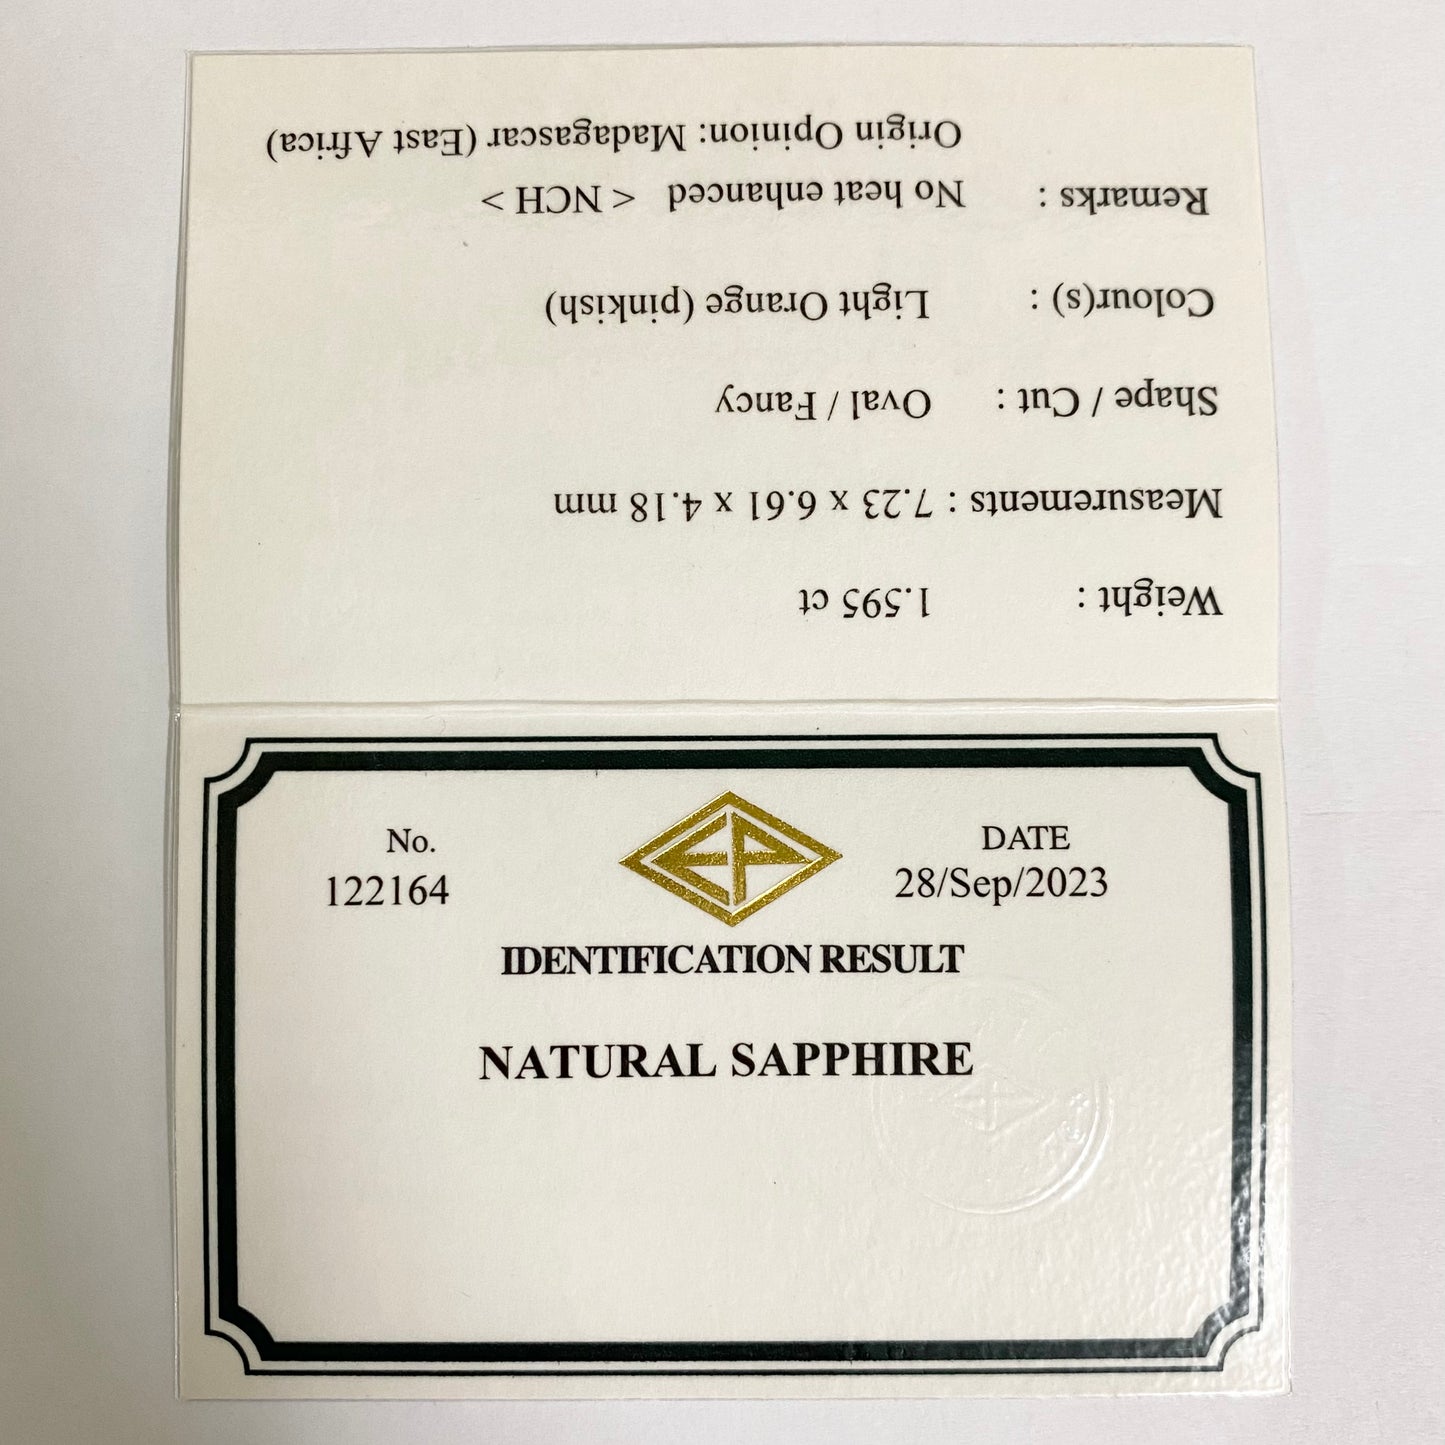 Weight : 1.595 ct
Measurements : 7.23 x 6.61 x 4.18 mm
Shape / Cut : Oval / Fancy
Colour(s) : Light Orange (pinkish)
Remarks : No heat enhanced < NCH >
Origin Opinion: Madagascar (East Africa)
No.
122164
EP
DATE
28/Sep/2023
IDENTIFICATION RESULT
NATURAL SAPPHIRE